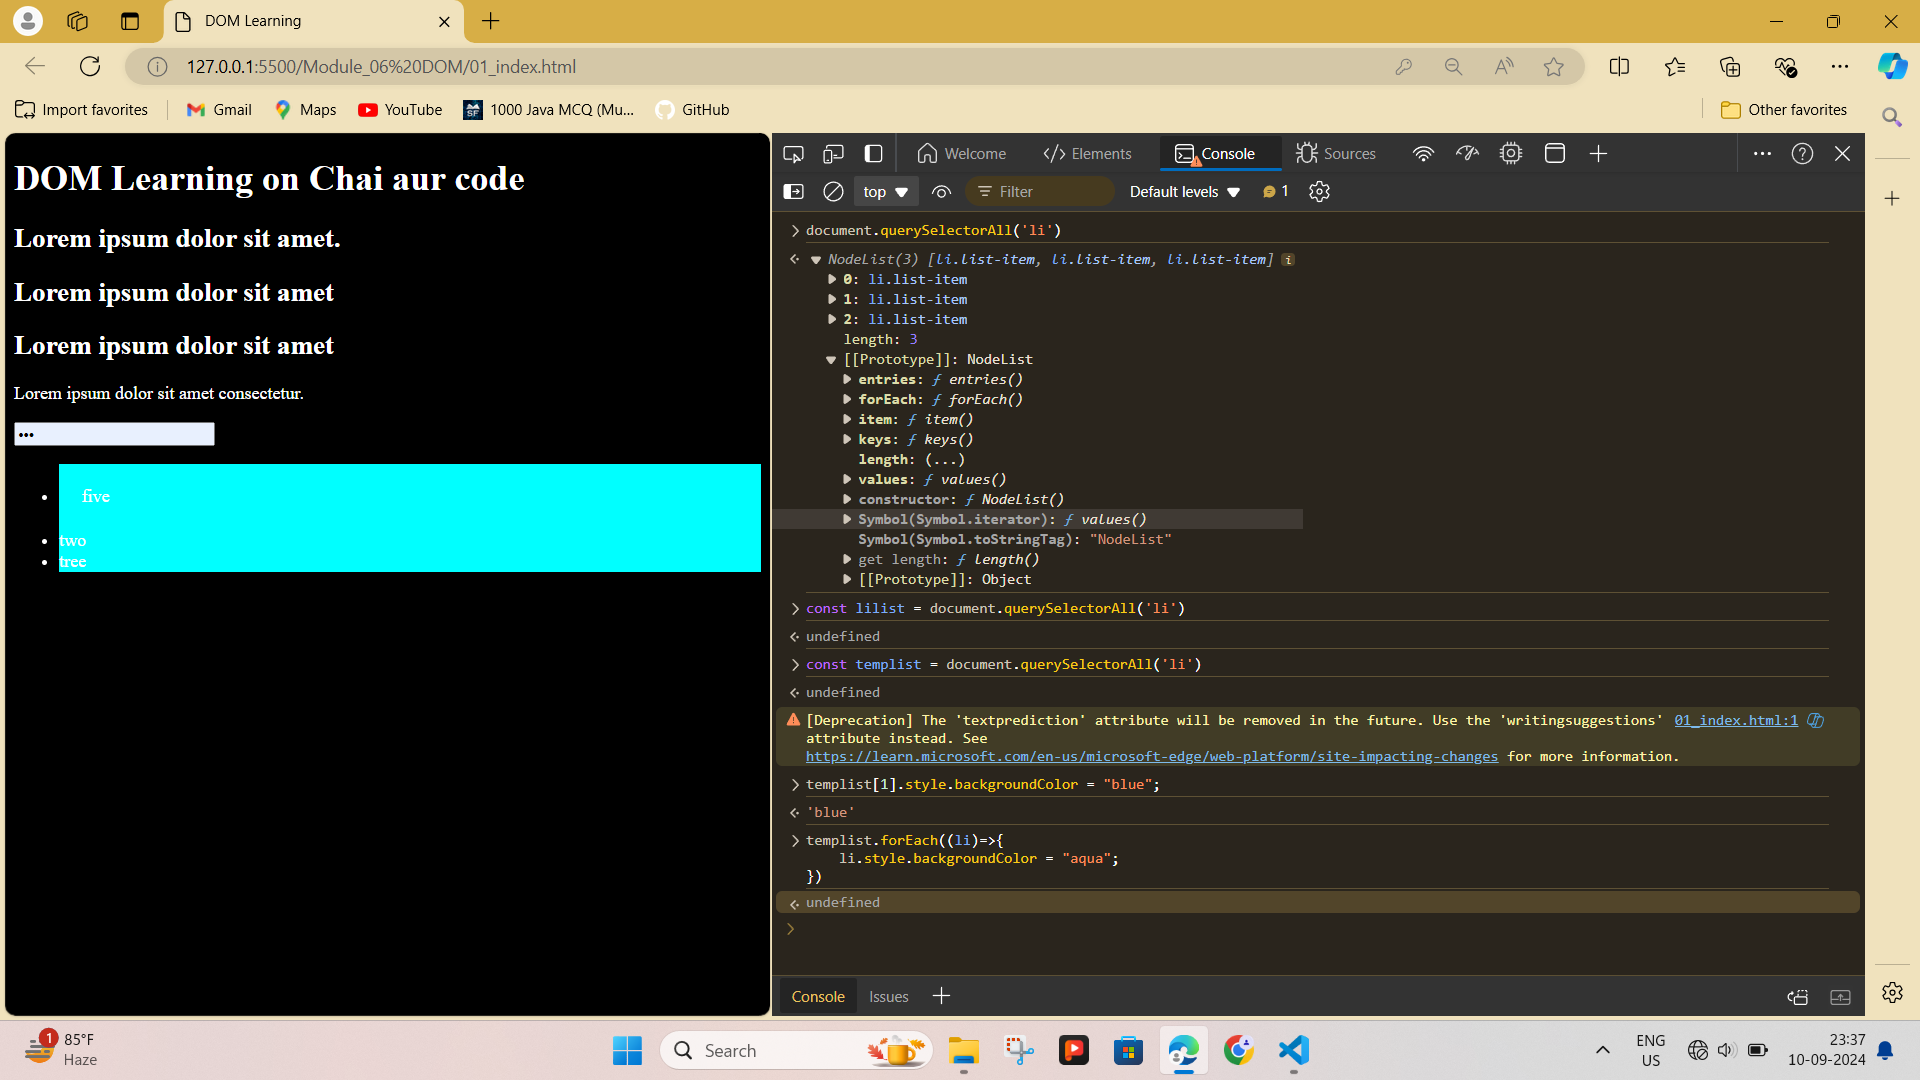 DOM Learning
127.0.0.1:5500/Module_06%20DOM/01_index.html
Import favorites
Gmail
Maps
YouTube
1000 Java MCQ (Mu...
GitHub
Other favorites
DOM Learning on Chai aur code
Lorem ipsum dolor sit amet.
Lorem ipsum dolor sit amet
Lorem ipsum dolor sit amet
Lorem ipsum dolor sit amet consectetur.
•••
• five
• two
• tree
Welcome
</> Elements
Console
Sources
top
Filter
Default levels
1
document.querySelectorAll('li')
NodeList(3) [li.list-item, li.list-item, li.list-item] i
0: li.list-item
1: li.list-item
2: li.list-item
length: 3
[[Prototype]]: NodeList
entries: ƒ entries()
forEach: ƒ forEach()
item: ƒ item()
keys: ƒ keys()
length: (...)
values: ƒ values()
constructor: ƒ NodeList()
Symbol(Symbol.iterator): ƒ values()
Symbol(Symbol.toStringTag): "NodeList"
get length: ƒ length()
[[Prototype]]: Object
const lilist = document.querySelectorAll('li')
undefined
const templist = document.querySelectorAll('li')
undefined
[Deprecation] The 'textprediction' attribute will be removed in the future. Use the 'writingsuggestions' 01_index.html:1
attribute instead. See
https://learn.microsoft.com/en-us/microsoft-edge/web-platform/site-impacting-changes for more information.
templist[1].style.backgroundColor = "blue";
'blue'
templist.forEach((li)=>{
li.style.backgroundColor = "aqua";
})
undefined
Console
Issues
1
85°F
Haze
Search
ENG
US
23:37
10-09-2024